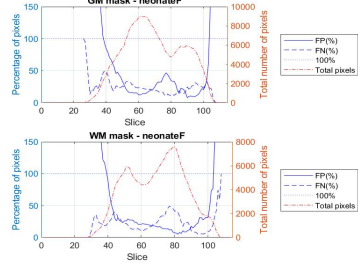 GM mask - neonateF
Percentage of pixels
150
100
50
0
10000
8000
6000
4000
2000
0
Total number of pixels
0 20 40 60 80 100
Slice
FP(%)
FN(%)
100%
Total pixels
WM mask - neonateF
Percentage of pixels
150
100
50
0
8000
6000
4000
2000
0
Total number of pixels
0 20 40 60 80 100
Slice
FP(%)
FN(%)
100%
Total pixels